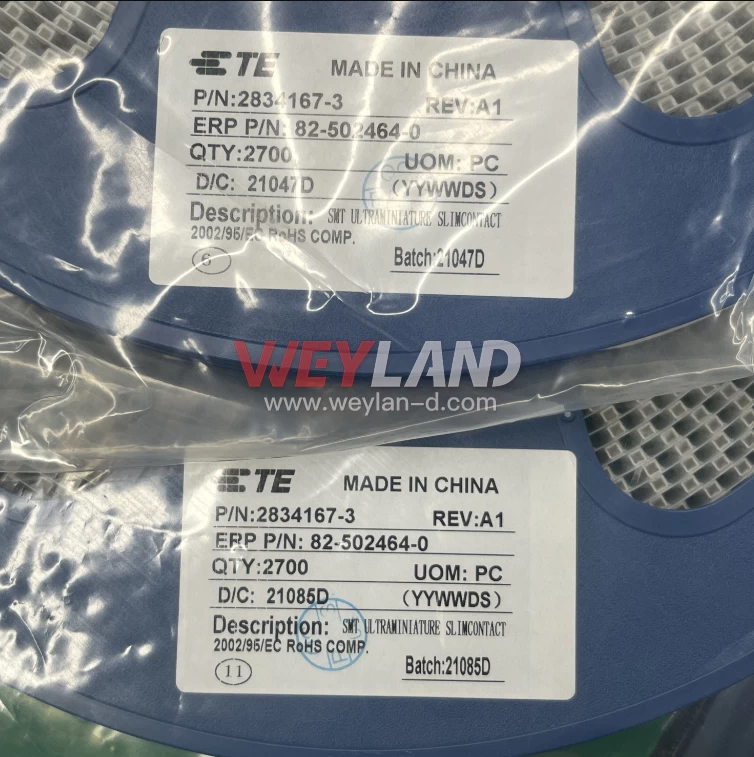 TE MADE IN CHINA
P/N:2834167-3 REV:A1
ERP P/N: 82-502464-0
QTY:2700 UOM: PC
D/C: 21047D (YYWWDS)
Description: SMT ULTRAMINIATURE SLIMCONTACT
2002/95/EC RoHS COMP.
6 Batch:21047D
WEYLAND
www.weylan-d.com
TE MADE IN CHINA
P/N:2834167-3 REV:A1
ERP P/N: 82-502464-0
QTY:2700 UOM: PC
D/C: 21085D (YYWWDS)
Description: SMT ULTRAMINIATURE SLIMCONTACT
2002/95/EC RoHS COMP.
11 Batch:21085D